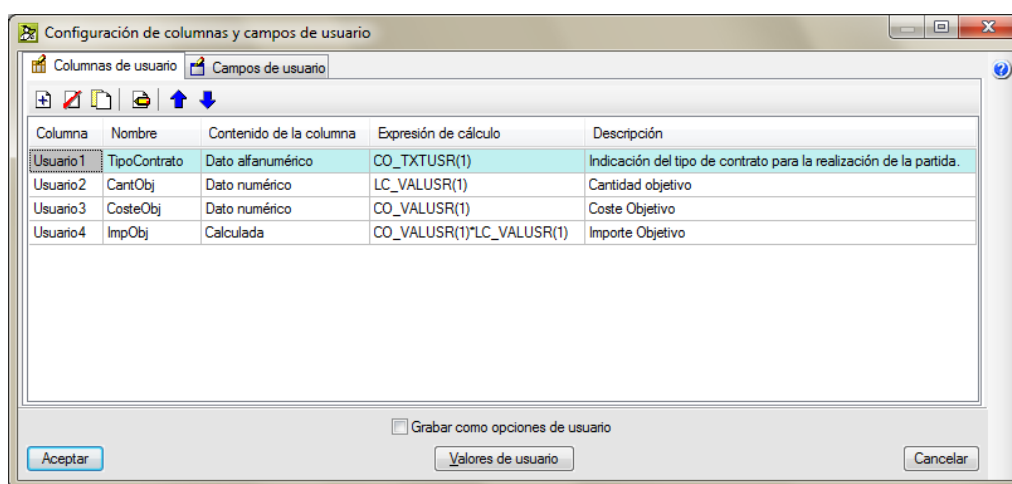 Configuración de columnas y campos de usuario
Columnas de usuario Campos de usuario
Columna Nombre Contenido de la columna Expresión de cálculo Descripción
Usuario1 TipoContrato Dato alfanumérico CO_TXTUSR(1) Indicación del tipo de contrato para la realización de la partida.
Usuario2 CantObj Dato numérico LC_VALUSR(1) Cantidad objetivo
Usuario3 CosteObj Dato numérico CO_VALUSR(1) Coste Objetivo
Usuario4 ImpObj Calculada CO_VALUSR(1)*LC_VALUSR(1) Importe Objetivo
Grabar como opciones de usuario
Aceptar Valores de usuario Cancelar